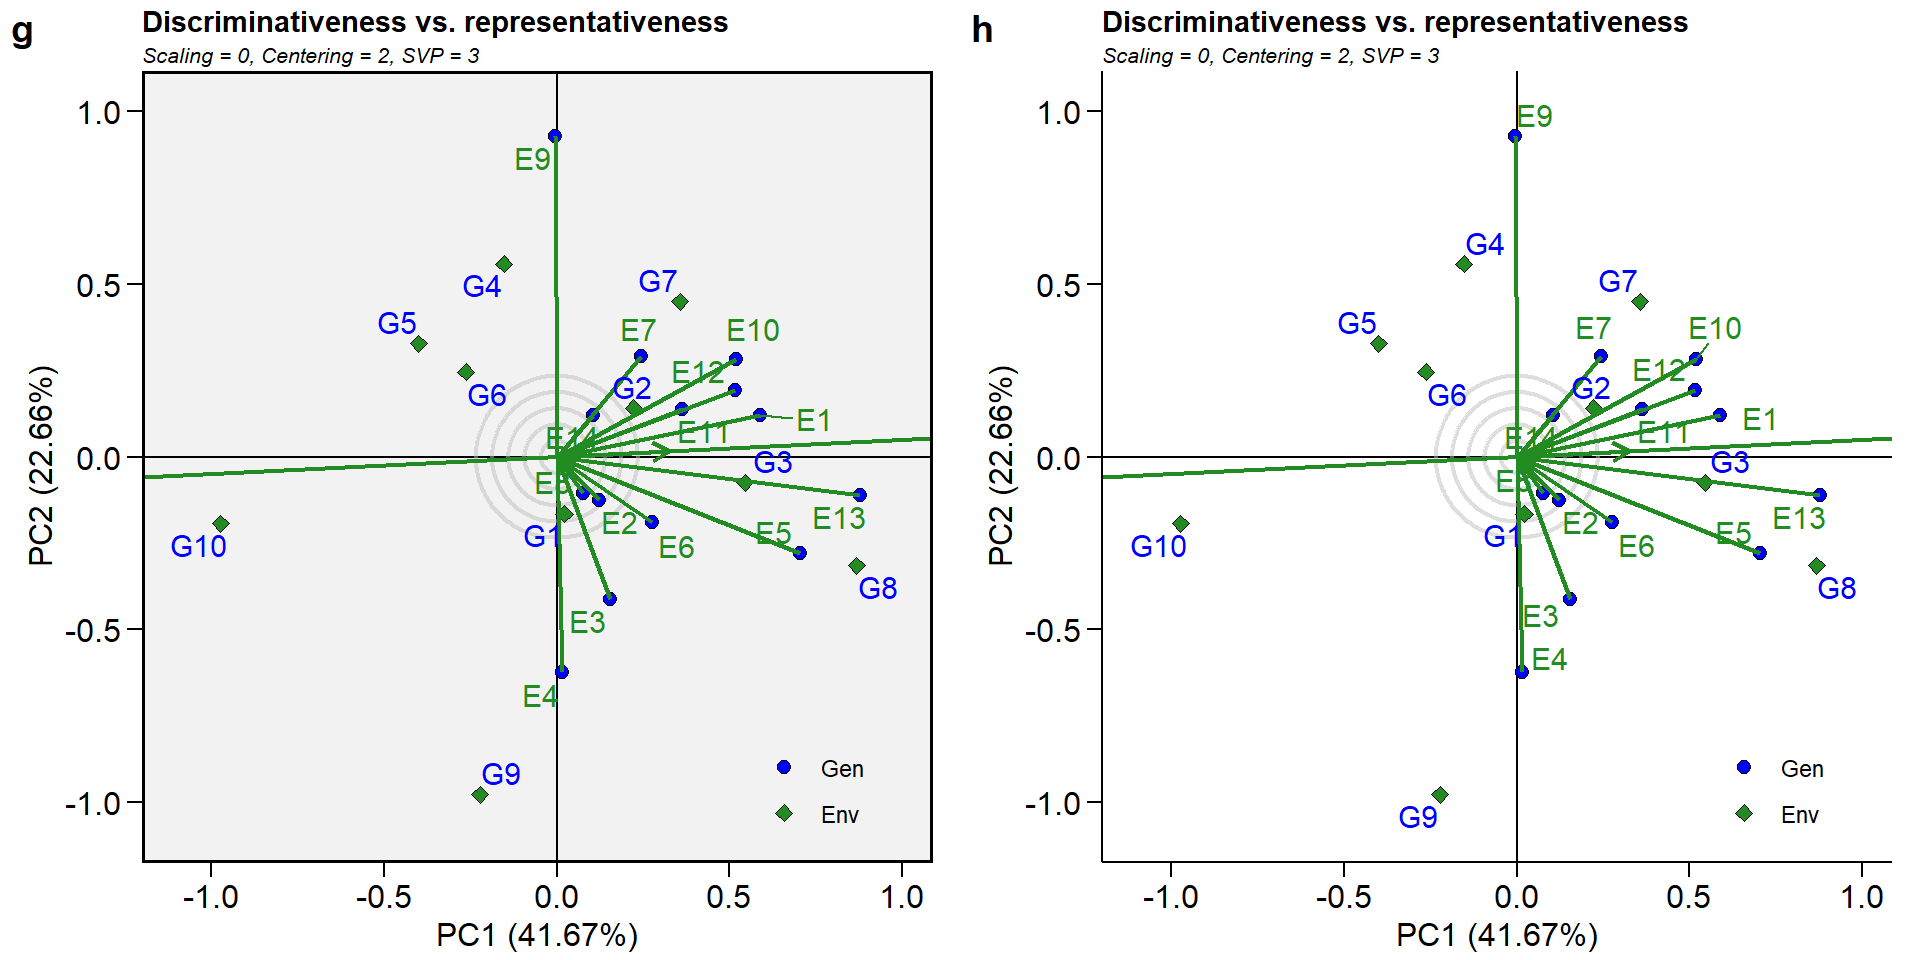 g
Discriminativeness vs. representativeness
Scaling = 0, Centering = 2, SVP = 3
1.0
0.5
0.0
-0.5
-1.0
PC2 (22.66%)
E9
G4
G7
G5
E7
E10
E12
G2
G6
E1
E11
E14
G3
E2
E13
E5
G1
E6
G10
G8
E3
E4
G9
Gen
Env
-1.0
-0.5
0.0
0.5
1.0
PC1 (41.67%)
h
Discriminativeness vs. representativeness
Scaling = 0, Centering = 2, SVP = 3
1.0
0.5
0.0
-0.5
-1.0
PC2 (22.66%)
E9
G4
G7
G5
E7
E10
E12
G2
G6
E1
E11
E14
G3
E2
E13
E5
G1
E6
G10
G8
E3
E4
G9
Gen
Env
-1.0
-0.5
0.0
0.5
1.0
PC1 (41.67%)